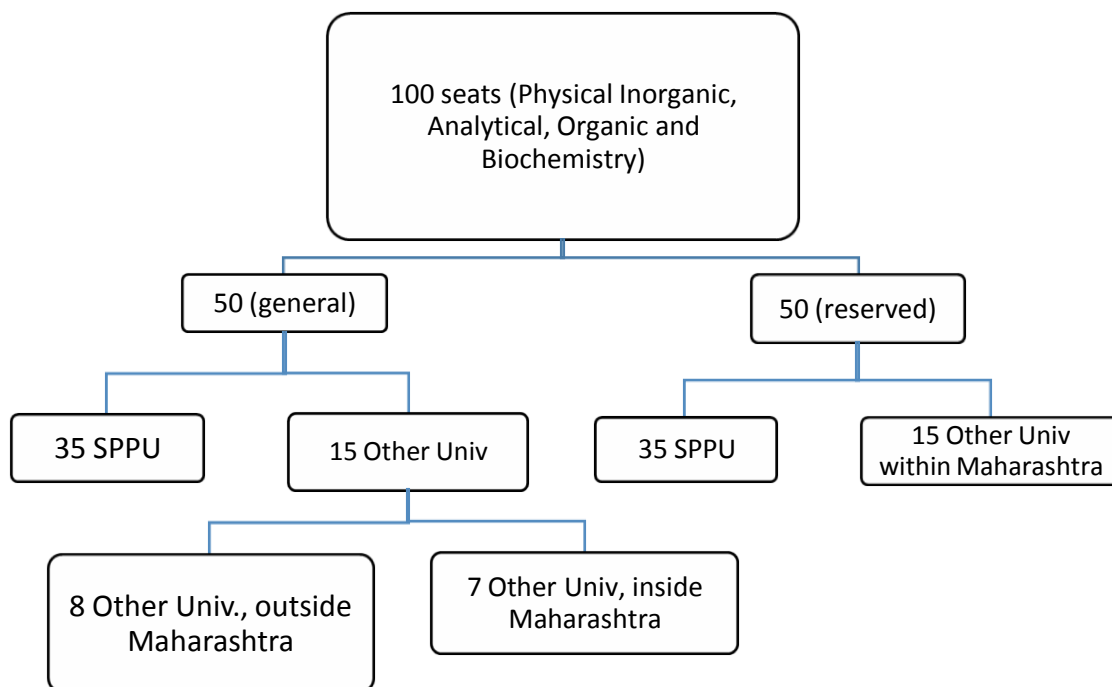 100 seats (Physical Inorganic,
Analytical, Organic and
Biochemistry)
50 (general)
50 (reserved)
35 SPPU
15 Other Univ
35 SPPU
15 Other Univ
within Maharashtra
8 Other Univ., outside
Maharashtra
7 Other Univ, inside
Maharashtra